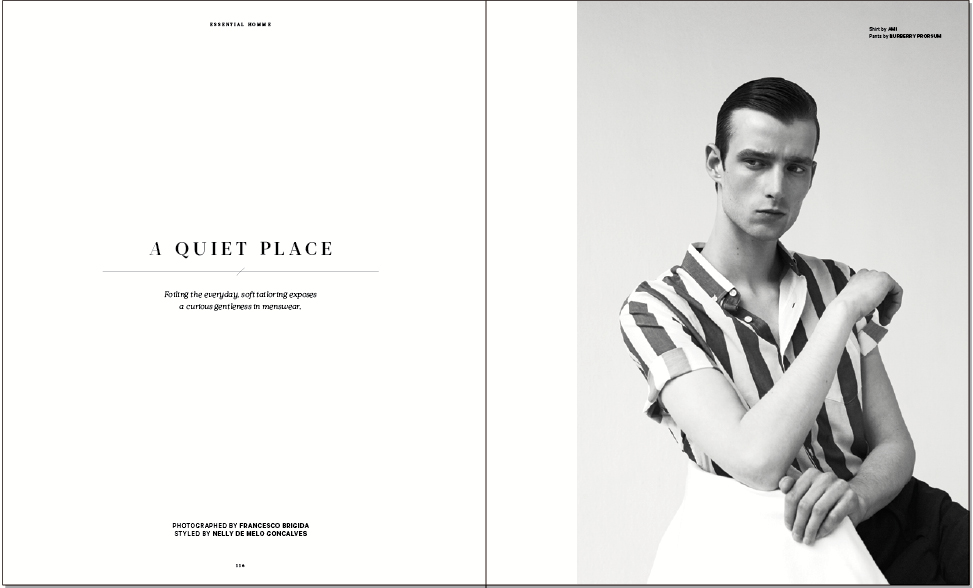 ESSENTIAL HOMME
A QUIET PLACE
Foiling the everyday, soft tailoring exposes
a curious gentleness in menswear.
PHOTOGRAPHED BY FRANCESCO BRIGIDA
STYLED BY NELLY DE MELO GONCALVES
116
Shirt by AMI
Pants by BURBERRY PRORSUM